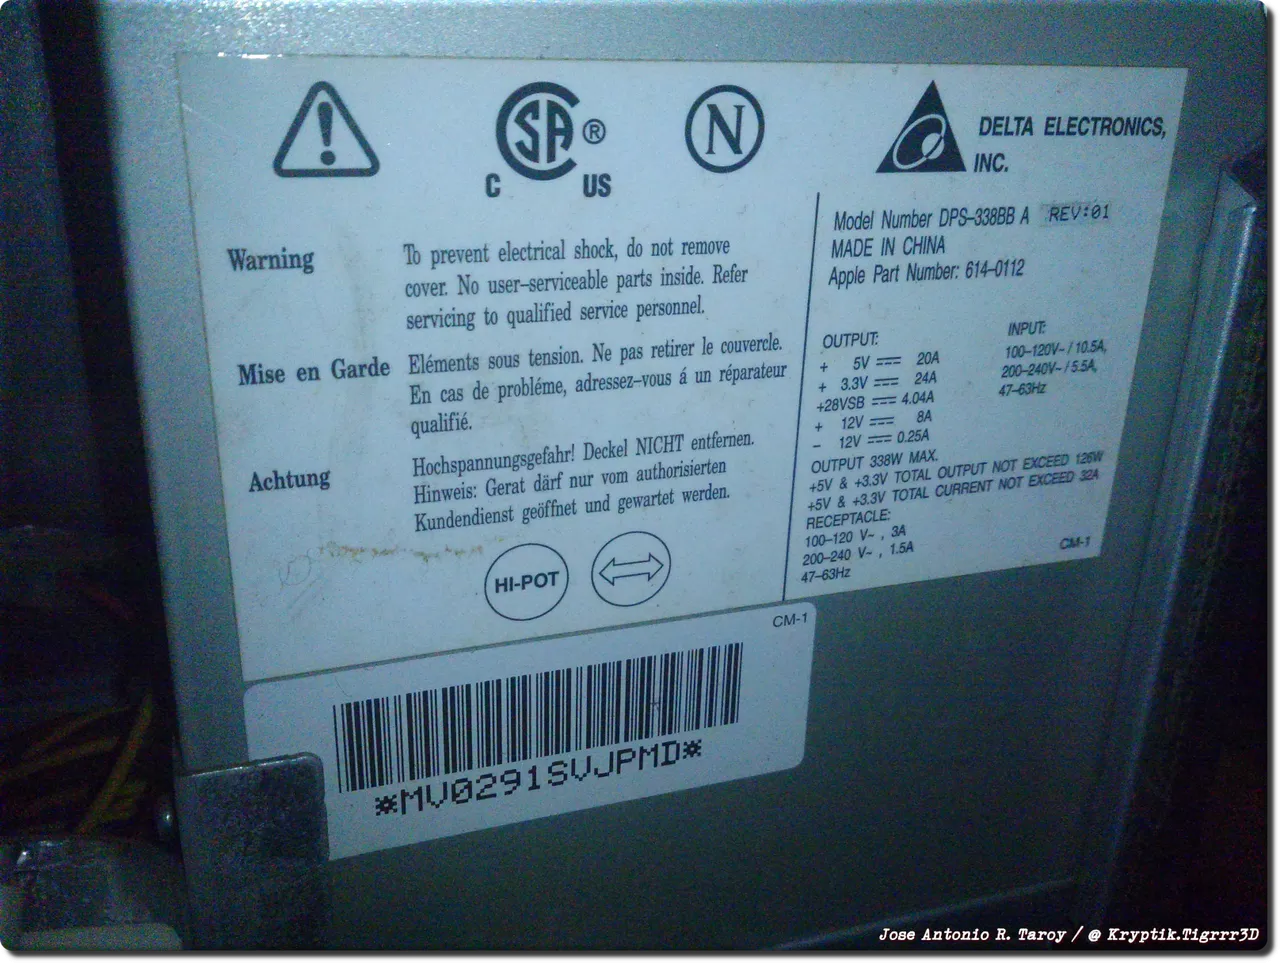 C SA ® US
N
DELTA ELECTRONICS,
INC.
Warning
To prevent electrical shock, do not remove
cover. No user-serviceable parts inside. Refer
servicing to qualified service personnel.
Mise en Garde
Eléments sous tension. Ne pas retirer le couvercle.
En cas de probléme, adressez-vous á un réparateur
qualifié.
Achtung
Hochspannungsgefahr! Deckel NICHT entfernen.
Hinweis: Gerat därf nur vom authorisierten
Kundendienst geöffnet und gewartet werden.
HI-POT
Model Number DPS-338BB A REV:01
MADE IN CHINA
Apple Part Number: 614-0112
OUTPUT:
+ 5V ⎓ 20A
+ 3.3V ⎓ 24A
+28VSB ⎓ 4.04A
+ 12V ⎓ 8A
- 12V ⎓ 0.25A
INPUT:
100-120V~ / 10.5A,
200-240V~ / 5.5A,
47-63Hz
OUTPUT 338W MAX.
+5V & +3.3V TOTAL OUTPUT NOT EXCEED 126W
+5V & +3.3V TOTAL CURRENT NOT EXCEED 32A
RECEPTACLE:
100-120 V~ , 3A
200-240 V~ , 1.5A
47-63Hz
CM-1
CM-1
*MV0291SVJPMD*
Jose Antonio R. Taroy / @ Kryptik.Tigrrr3D